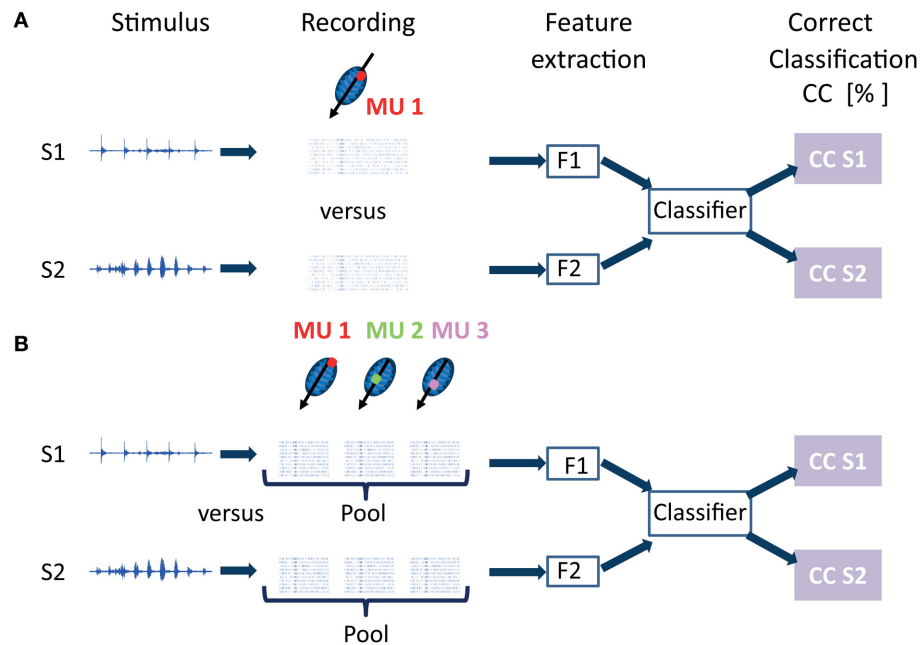 A
Stimulus
Recording
Feature
extraction
Correct
Classification
CC [%]
MU 1
S1
F1
CC S1
versus
Classifier
S2
F2
CC S2
B
MU 1
MU 2
MU 3
S1
F1
CC S1
versus
Pool
Classifier
S2
F2
CC S2
Pool